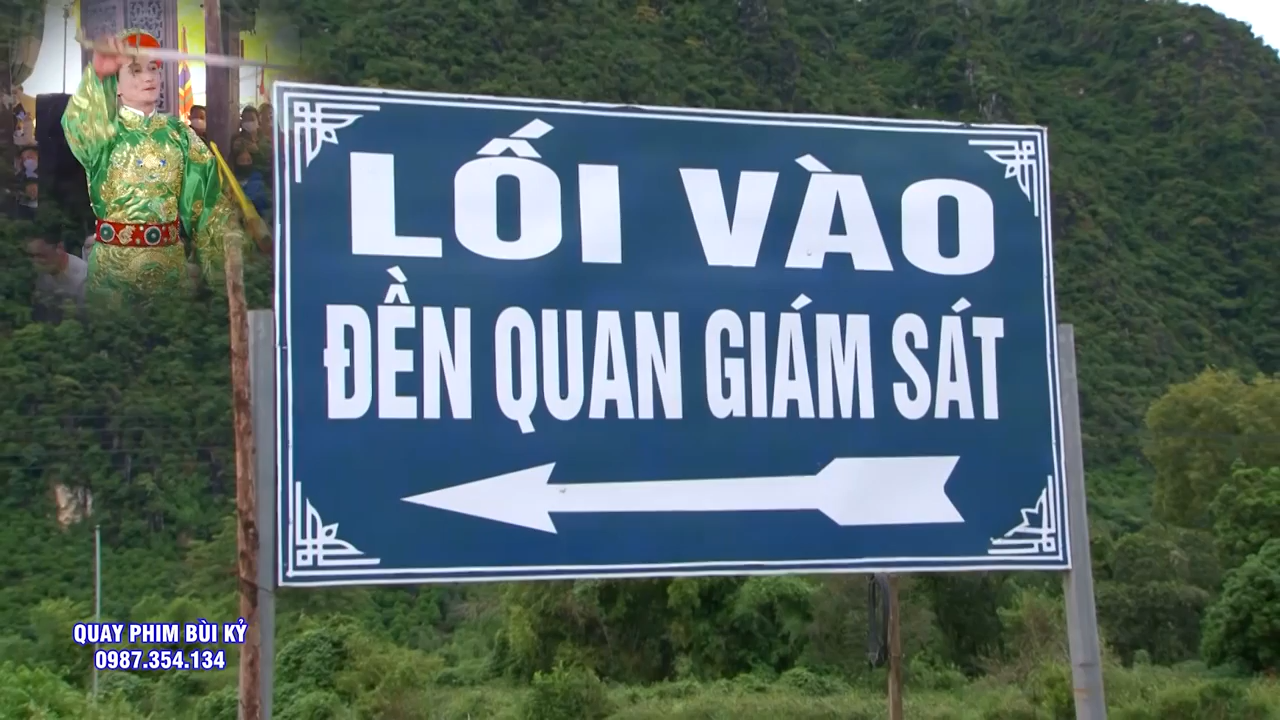 LỐI VÀO
ĐỀN QUAN GIÁM SÁT
QUAY PHIM BÙI KỶ
0987.354.134